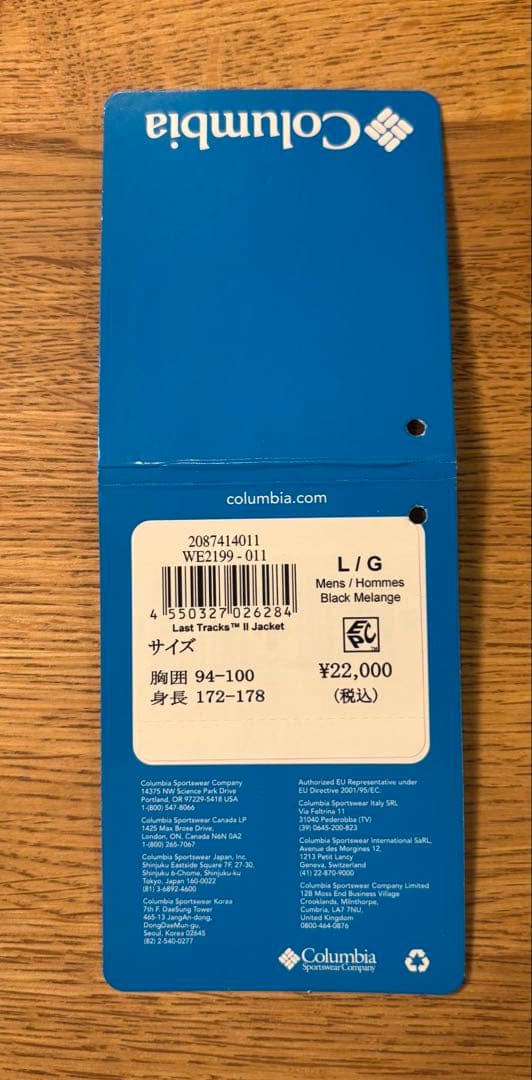 Columbia
columbia.com
2087414011
WE2199 - 011
4 550327 026284
Last Tracks™ II Jacket
サイズ
胸囲 94-100
身長 172-178
L / G
Mens / Hommes
Black Melange
EPC™
¥22,000
(税込)
Columbia Sportswear Company
14375 NW Science Park Drive
Portland, OR 97229-5418 USA
1-(800) 547-8066
Columbia Sportswear Canada LP
1425 Max Brose Drive,
London, ON, Canada N6N 0A2
1-(800) 265-7067
Columbia Sportswear Japan, Inc.
Shinjuku Eastside Square 7F, 27-30,
Shinjuku 6-Chome, Shinjuku-ku
Tokyo, Japan 160-0022
(81) 3-6892-4600
Columbia Sportswear Korea
7th F. DaeSung Tower
465-13 JangAn-dong,
DongDaeMun-gu,
Seoul, Korea 02645
(82) 2-540-0277
Authorized EU Representative under
EU Directive 2001/95/EC:
Columbia Sportswear Italy SRL
Via Feltrina 11
31040 Pederobba (TV)
(39) 0645-200-823
Columbia Sportswear International SàRL,
Avenue des Morgines 12,
1213 Petit Lancy
Geneva, Switzerland
(41) 22-870-9000
Columbia Sportswear Company Limited
12B Moss End Business Village
Crooklands, Milnthorpe,
Cumbria, LA7 7NU,
United Kingdom
0800-464-0876
Columbia
Sportswear Company